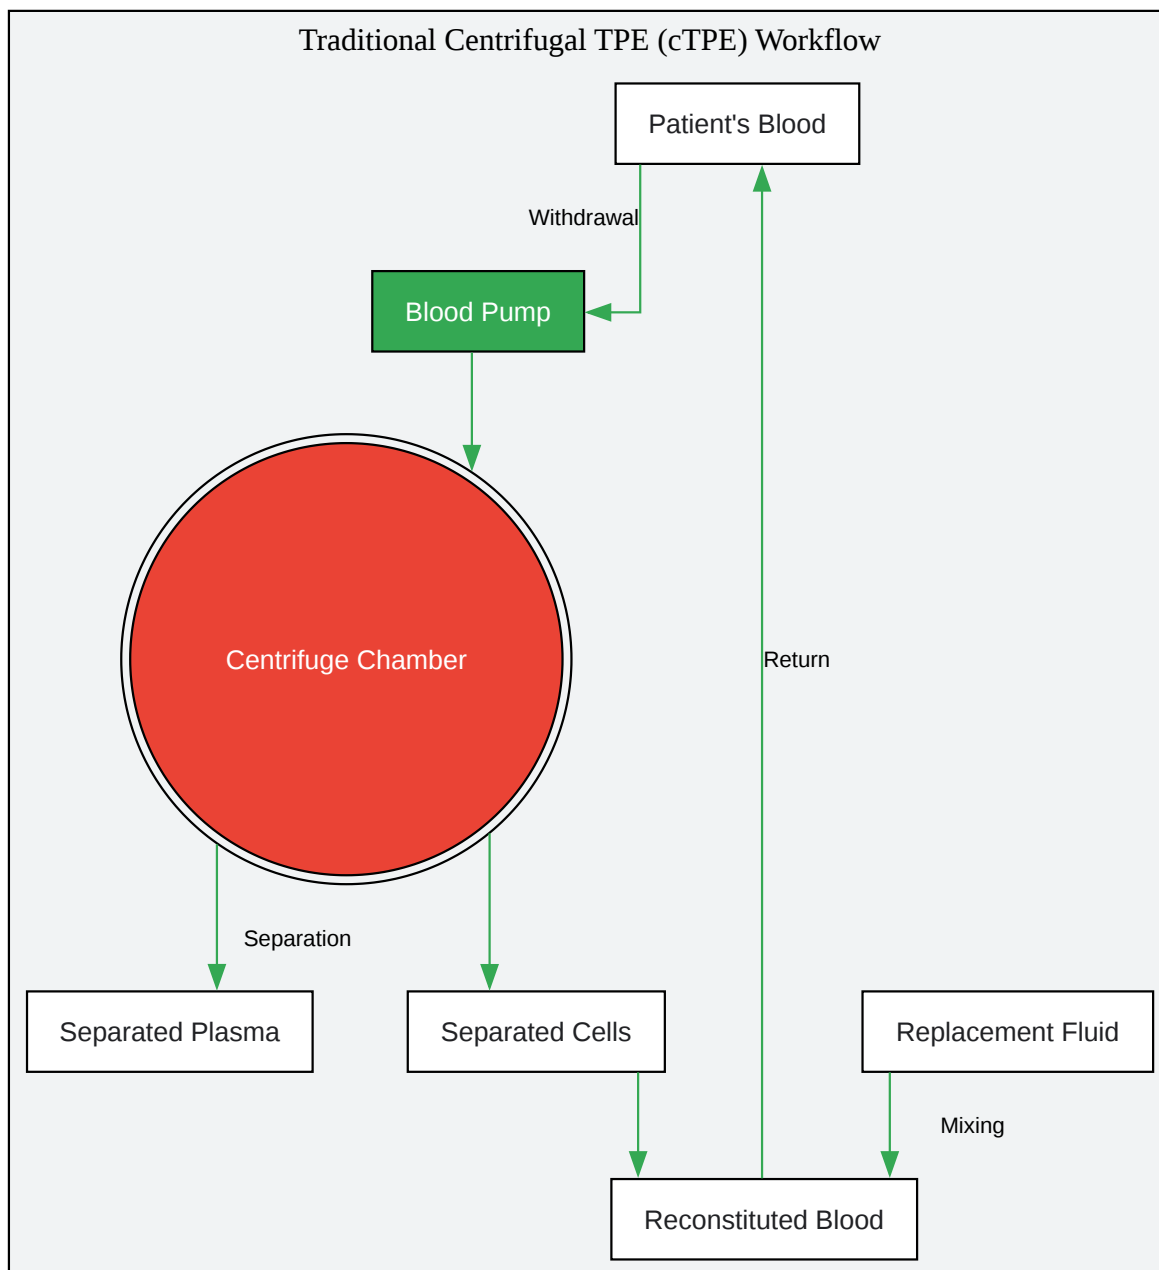 Traditional Centrifugal TPE (cTPE) Workflow
Patient's Blood
Withdrawal
Blood Pump
Centrifuge Chamber
Return
Separation
Separated Plasma
Separated Cells
Replacement Fluid
Mixing
Reconstituted Blood